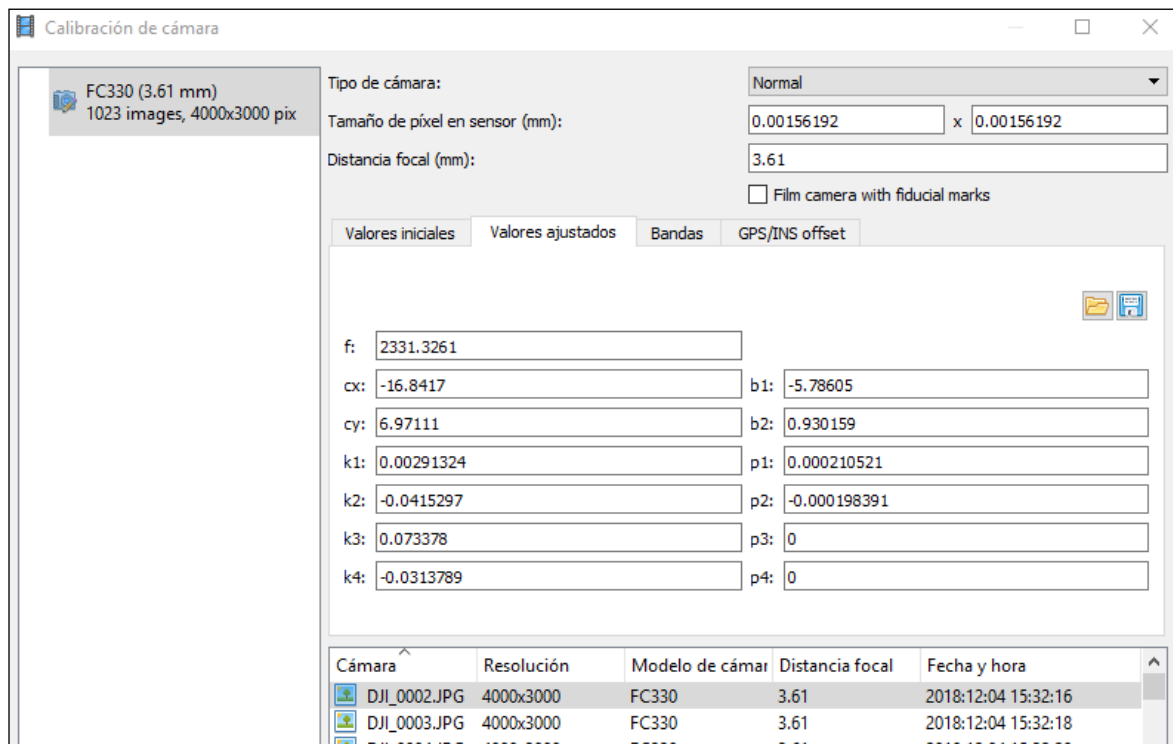 Calibración de cámara
FC330 (3.61 mm)
1023 images, 4000x3000 pix
Tipo de cámara: Normal
Tamaño de píxel en sensor (mm): 0.00156192 x 0.00156192
Distancia focal (mm): 3.61
Film camera with fiducial marks
Valores iniciales Valores ajustados Bandas GPS/INS offset
f: 2331.3261
cx: -16.8417 b1: -5.78605
cy: 6.97111 b2: 0.930159
k1: 0.00291324 p1: 0.000210521
k2: -0.0415297 p2: -0.000198391
k3: 0.073378 p3: 0
k4: -0.0313789 p4: 0
Cámara Resolución Modelo de cámar Distancia focal Fecha y hora
DJI_0002.JPG 4000x3000 FC330 3.61 2018:12:04 15:32:16
DJI_0003.JPG 4000x3000 FC330 3.61 2018:12:04 15:32:18